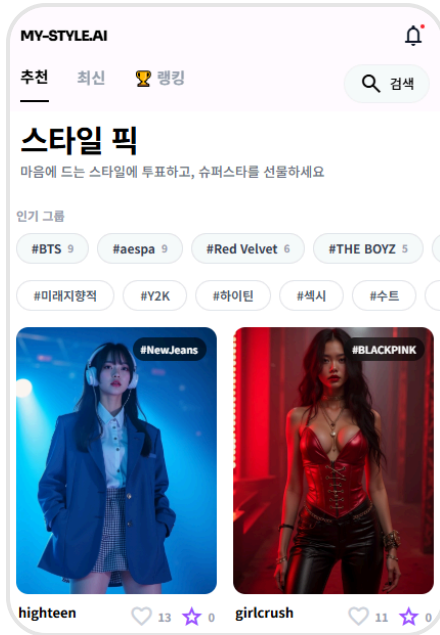 MY-STYLE.AI
추천 최신 🏆 랭킹 검색
스타일 픽
마음에 드는 스타일에 투표하고, 슈퍼스타를 선물하세요
인기 그룹
#BTS 9 #aespa 9 #Red Velvet 6 #THE BOYZ 5
#미래지향적 #Y2K #하이틴 #섹시 #수트
#NewJeans #BLACKPINK
highteen 13 0 girlcrush 11 0